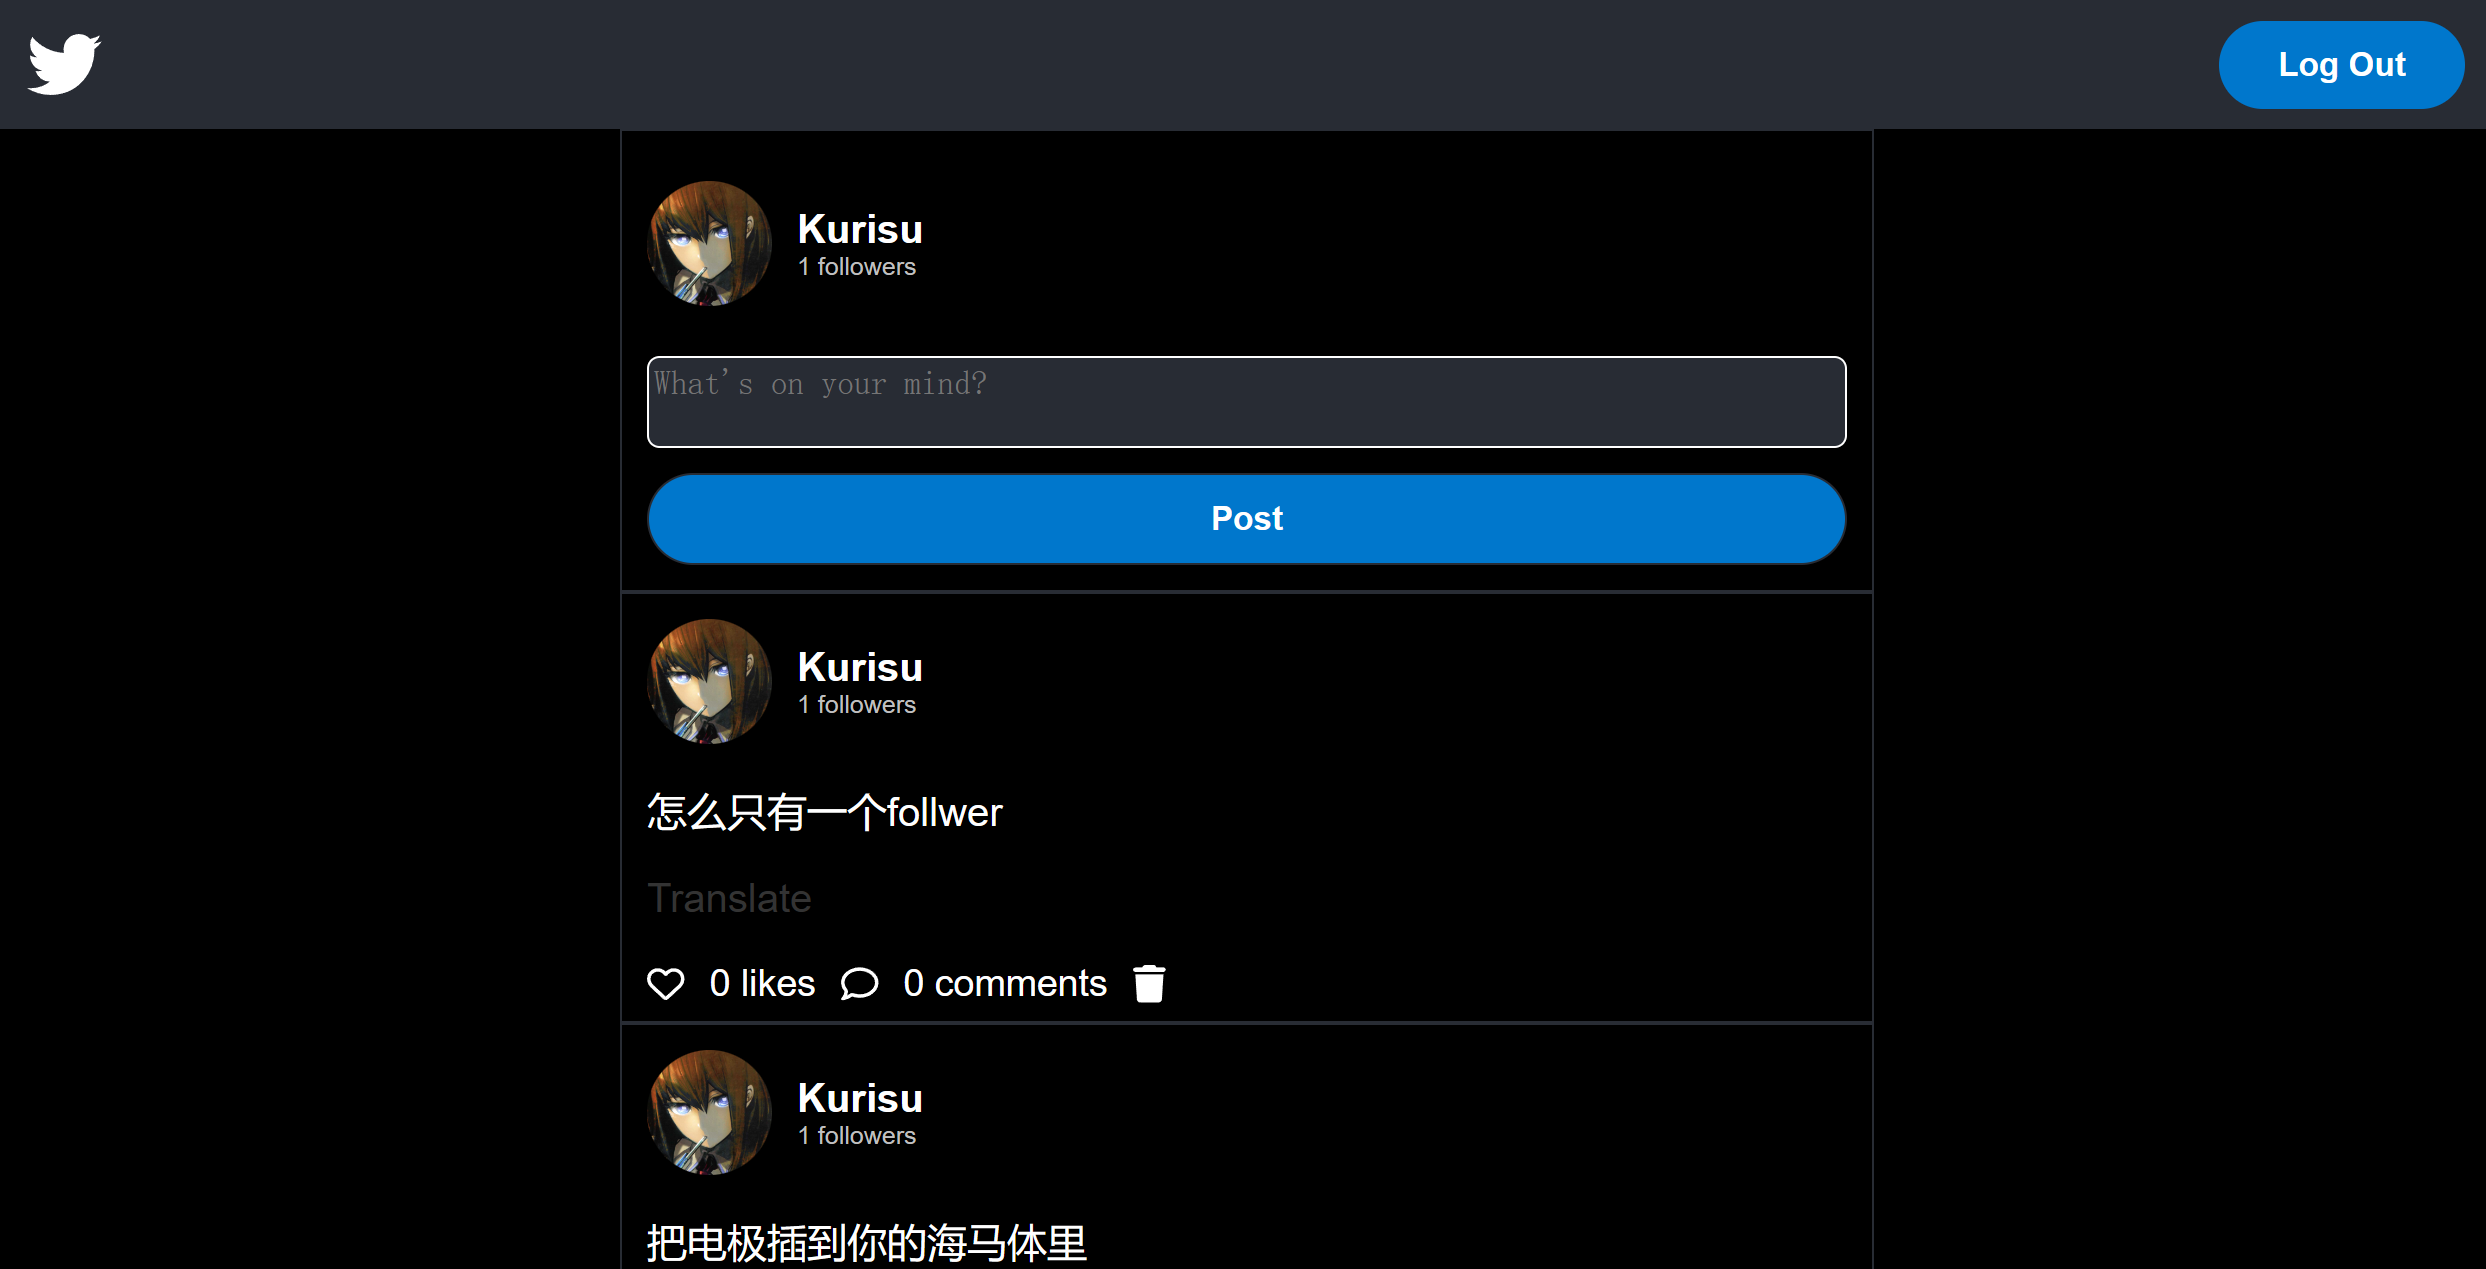 Log Out
Kurisu
1 followers
What's on your mind?
Post
Kurisu
1 followers
怎么只有一个follwer
Translate
0 likes 0 comments
Kurisu
1 followers
把电极插到你的海马体里